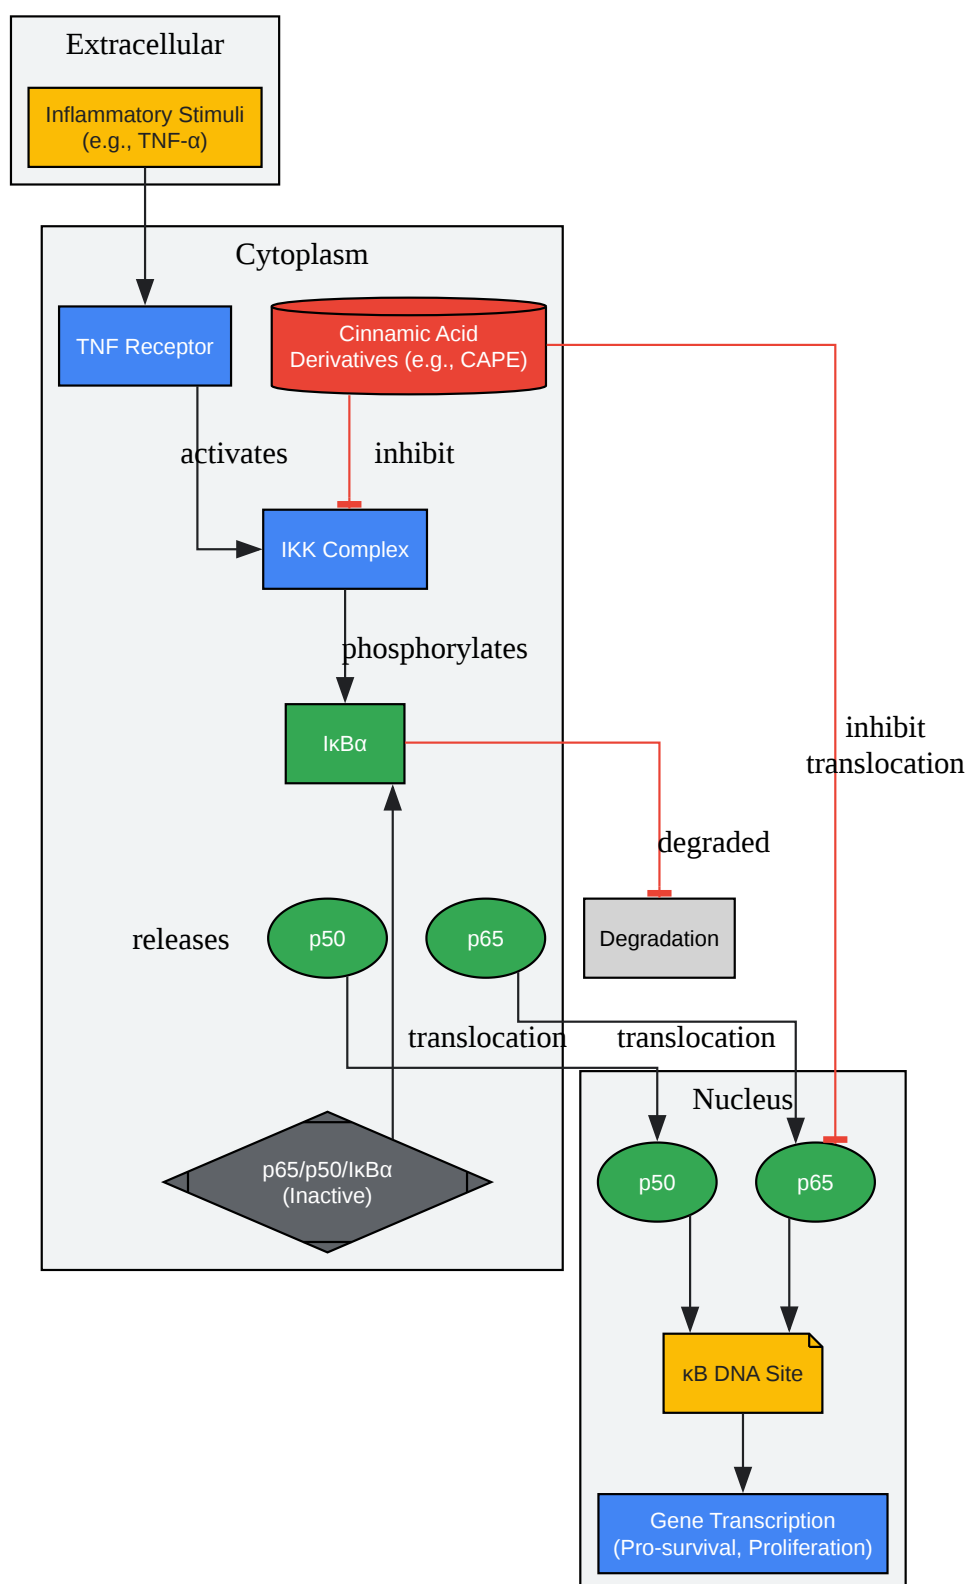 Extracellular
Inflammatory Stimuli
(e.g., TNF-α)
Cytoplasm
TNF Receptor
Cinnamic Acid
Derivatives (e.g., CAPE)
activates
inhibit
IKK Complex
phosphorylates
IκBα
inhibit
translocation
degraded
releases
p50
p65
Degradation
translocation
translocation
Nucleus
p65/p50/IκBα
(Inactive)
p50
p65
κB DNA Site
Gene Transcription
(Pro-survival, Proliferation)